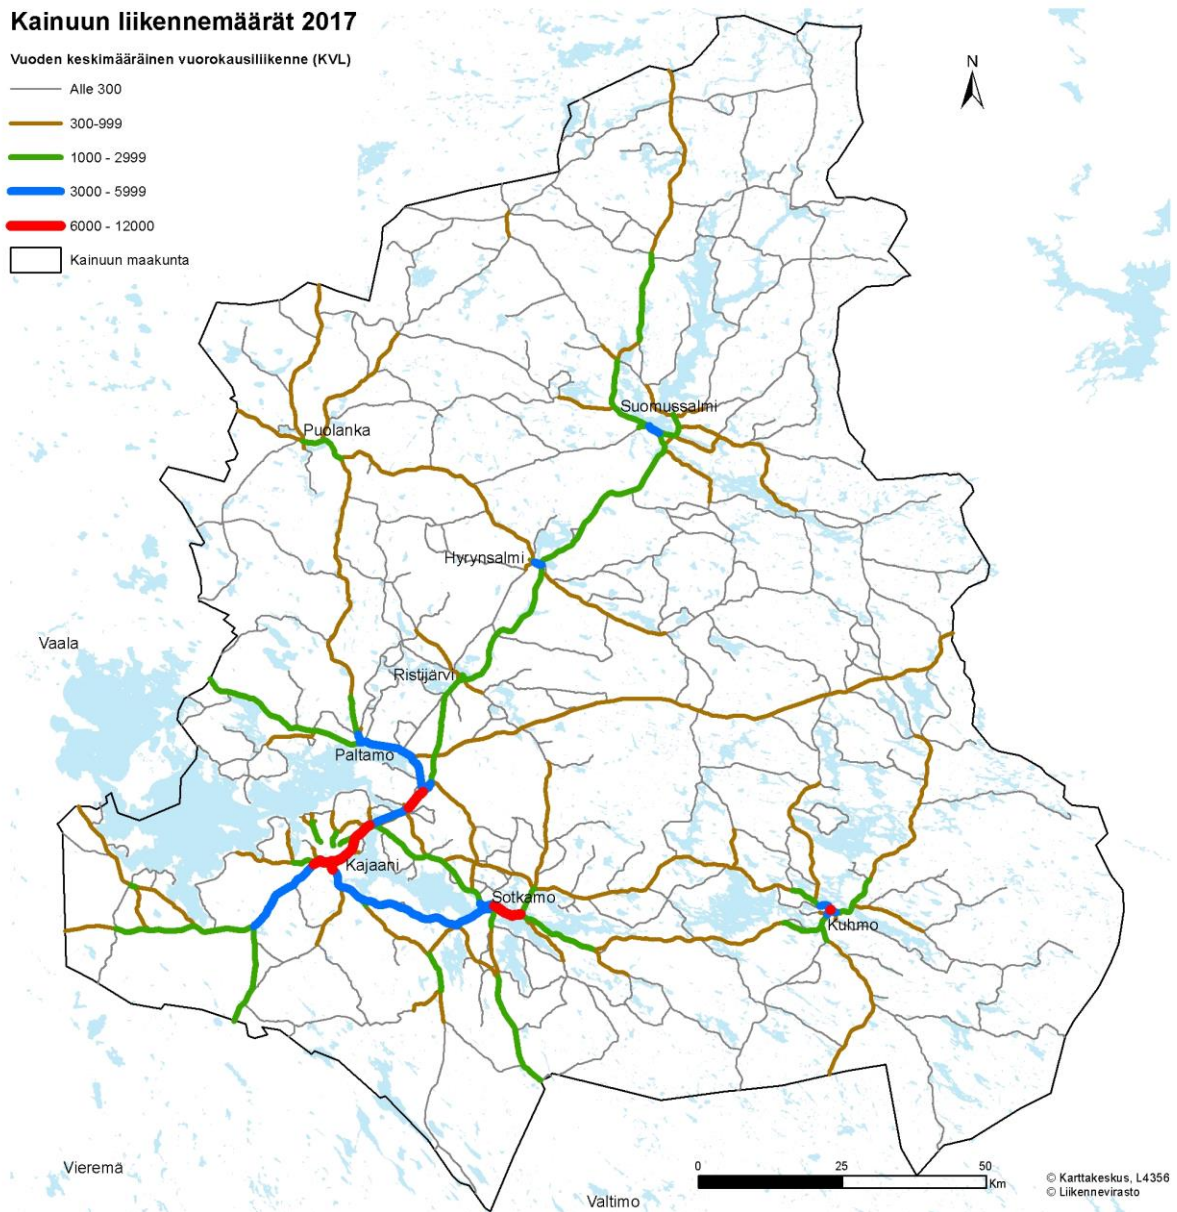 Kainuun liikennemäärät 2017
Vuoden keskimääräinen vuorokausiliikenne (KVL)
Alle 300
300-999
1000 - 2999
3000 - 5999
6000 - 12000
Kainuun maakunta
N
Suomussalmi
Puolanka
Hyrynsalmi
Vaala
Ristijärvi
Paltamo
Kajaani
Sotkamo
Kuhmo
Vieremä
Valtimo
0 25 50
Km
© Karttakeskus, L4356
© Liikennevirasto